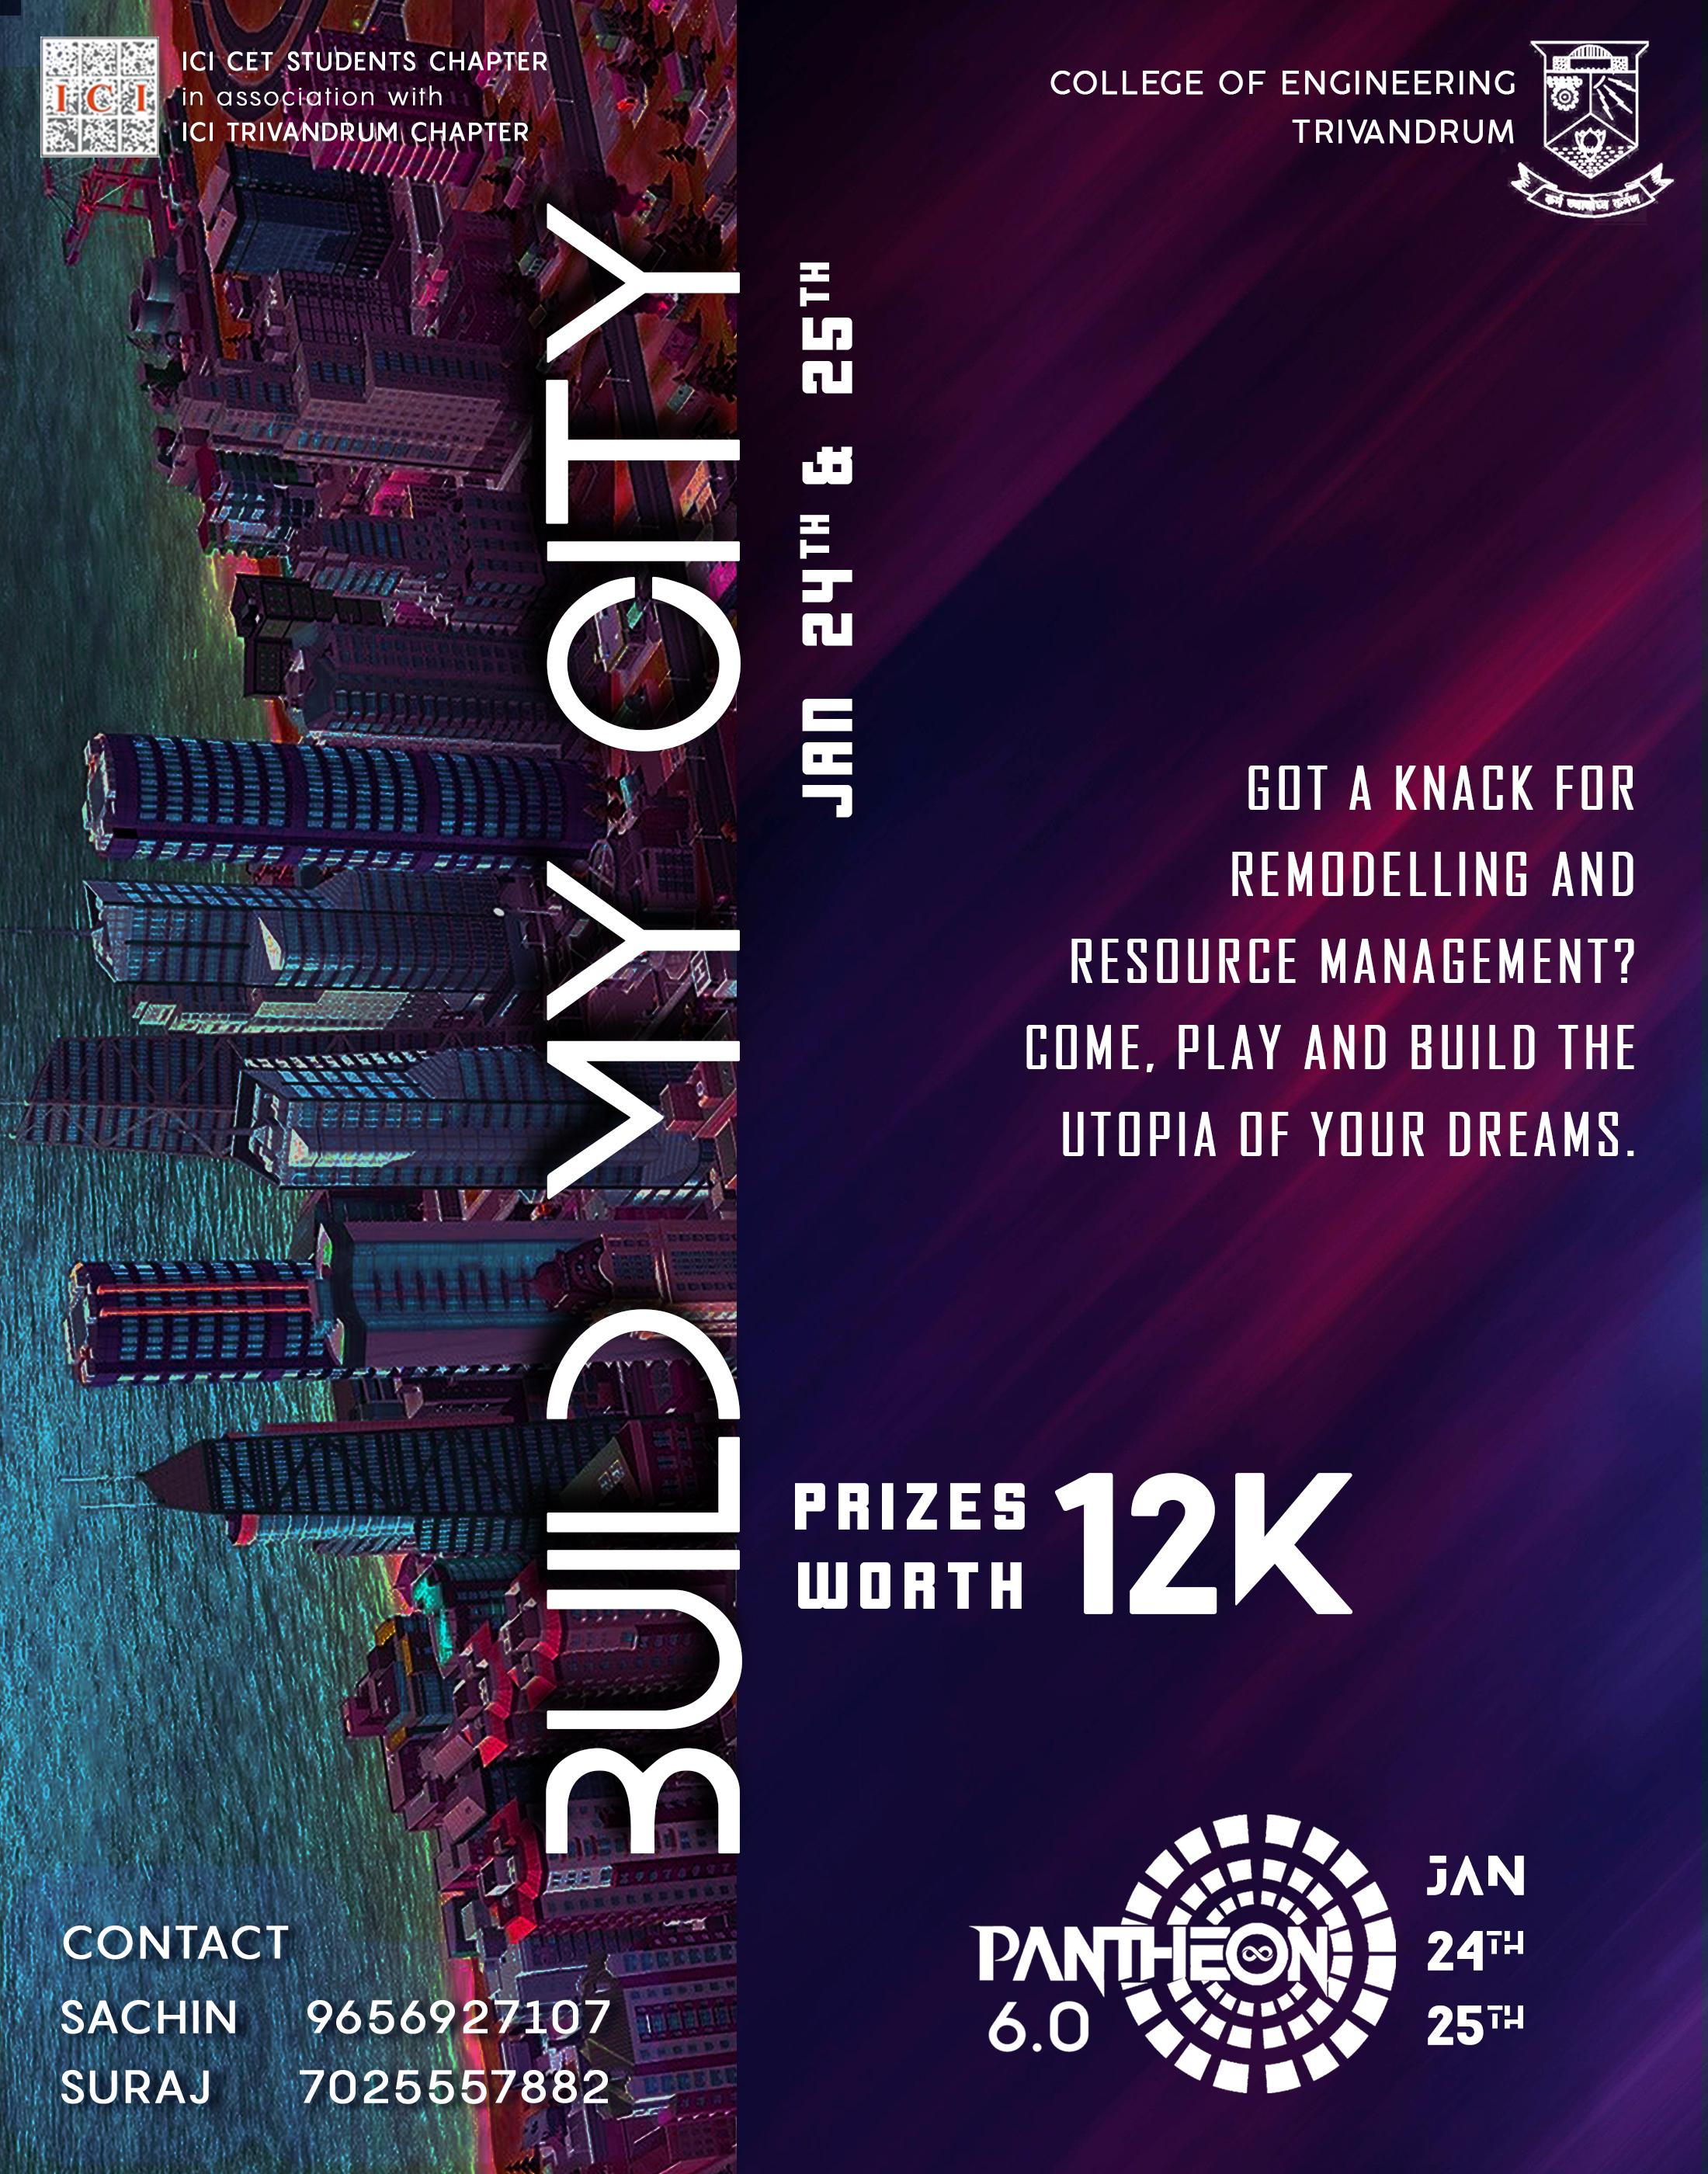 ICI
ICI CET STUDENTS CHAPTER
in association with
ICI TRIVANDRUM CHAPTER
COLLEGE OF ENGINEERING
TRIVANDRUM
BUILD MY CITY
JAN 24TH & 25TH
GOT A KNACK FOR
REMODELLING AND
RESOURCE MANAGEMENT?
COME, PLAY AND BUILD THE
UTOPIA OF YOUR DREAMS.
PRIZES
WORTH
12K
PANTHEON
6.0
JAN
24TH
25TH
CONTACT
SACHIN 9656927107
SURAJ 7025557882